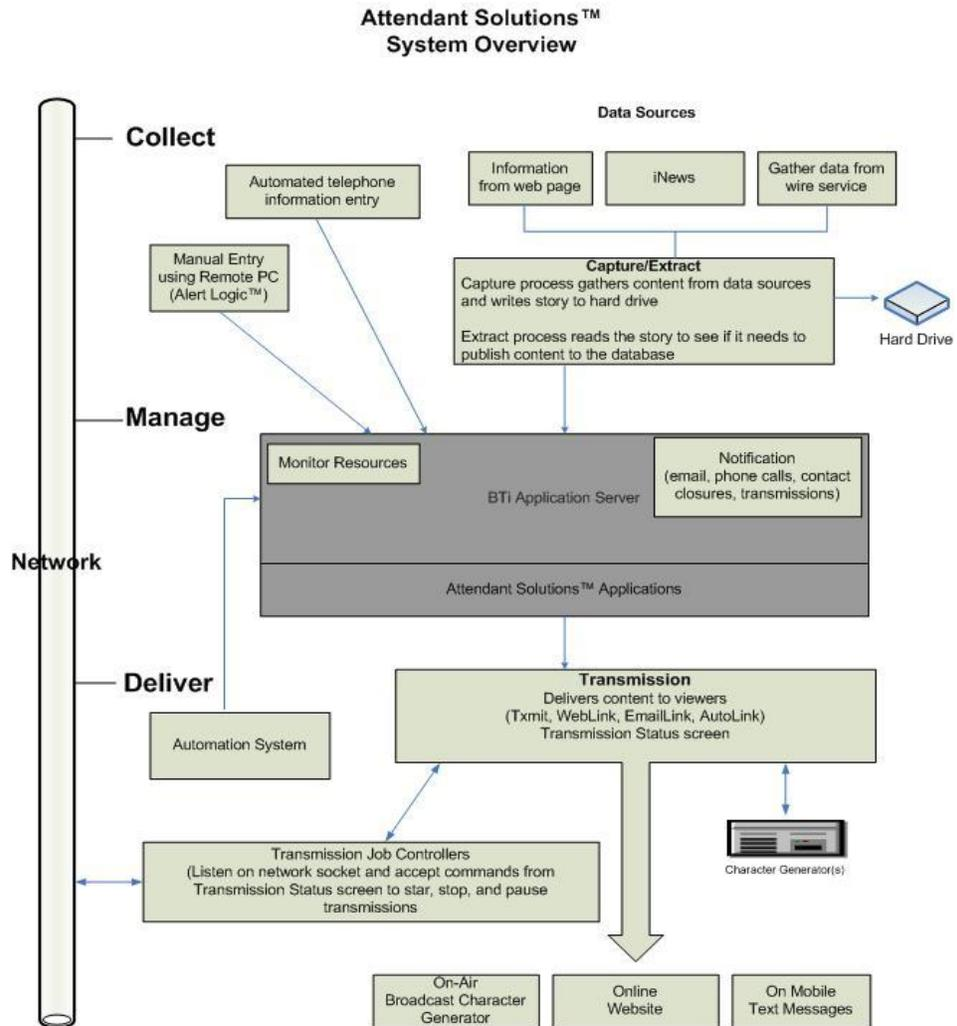 Attendant Solutions™
System Overview
Data Sources
Collect
Information
from web page
iNews
Gather data from
wire service
Automated telephone
information entry
Manual Entry
using Remote PC
(Alert Logic™)
Capture/Extract
Capture process gathers content from data sources
and writes story to hard drive
Extract process reads the story to see if it needs to
publish content to the database
Hard Drive
Manage
Monitor Resources
Notification
(email, phone calls, contact
closures, transmissions)
BTi Application Server
Network
Attendant Solutions™ Applications
Deliver
Transmission
Delivers content to viewers
(Txmit, WebLink, EmailLink, AutoLink)
Transmission Status screen
Automation System
Character Generator(s)
Transmission Job Controllers
(Listen on network socket and accept commands from
Transmission Status screen to star, stop, and pause
transmissions
On-Air
Broadcast Character
Generator
Online
Website
On Mobile
Text Messages